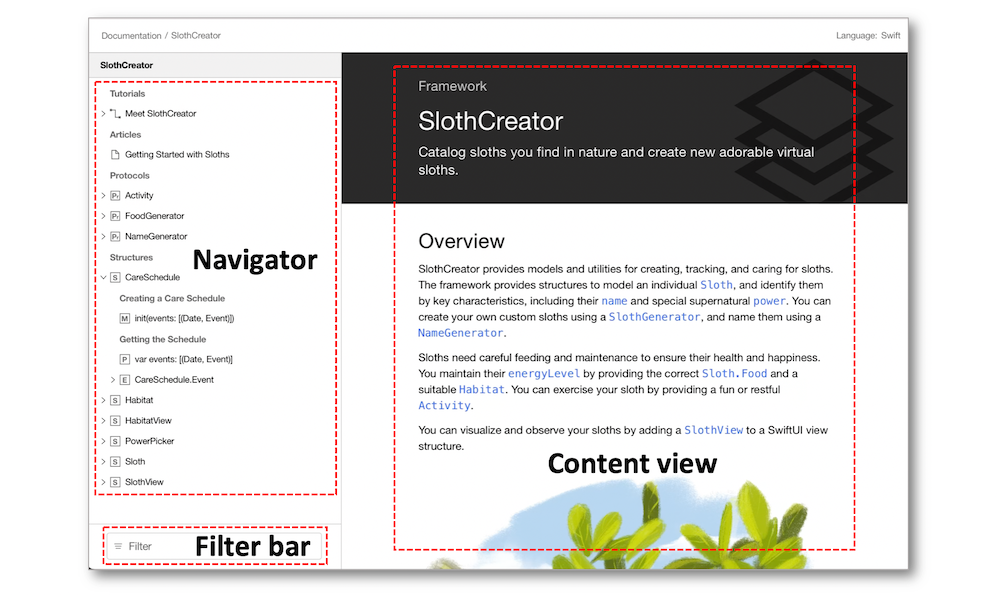 Documentation / SlothCreator
Language: Swift
SlothCreator
Tutorials
Meet SlothCreator
Articles
Getting Started with Sloths
Protocols
Pr Activity
Pr FoodGenerator
Pr NameGenerator
Structures
S CareSchedule
Creating a Care Schedule
M init(events: [(Date, Event)])
Getting the Schedule
P var events: [(Date, Event)]
E CareSchedule.Event
S Habitat
S HabitatView
S PowerPicker
S Sloth
S SlothView
Navigator
Filter
Filter bar
Framework
SlothCreator
Catalog sloths you find in nature and create new adorable virtual
sloths.
Overview
SlothCreator provides models and utilities for creating, tracking, and caring for sloths.
The framework provides structures to model an individual Sloth, and identify them
by key characteristics, including their name and special supernatural power. You can
create your own custom sloths using a SlothGenerator, and name them using a
NameGenerator.
Sloths need careful feeding and maintenance to ensure their health and happiness.
You maintain their energyLevel by providing the correct Sloth.Food and a
suitable Habitat. You can exercise your sloth by providing a fun or restful
Activity.
You can visualize and observe your sloths by adding a SlothView to a SwiftUI view
structure.
Content view